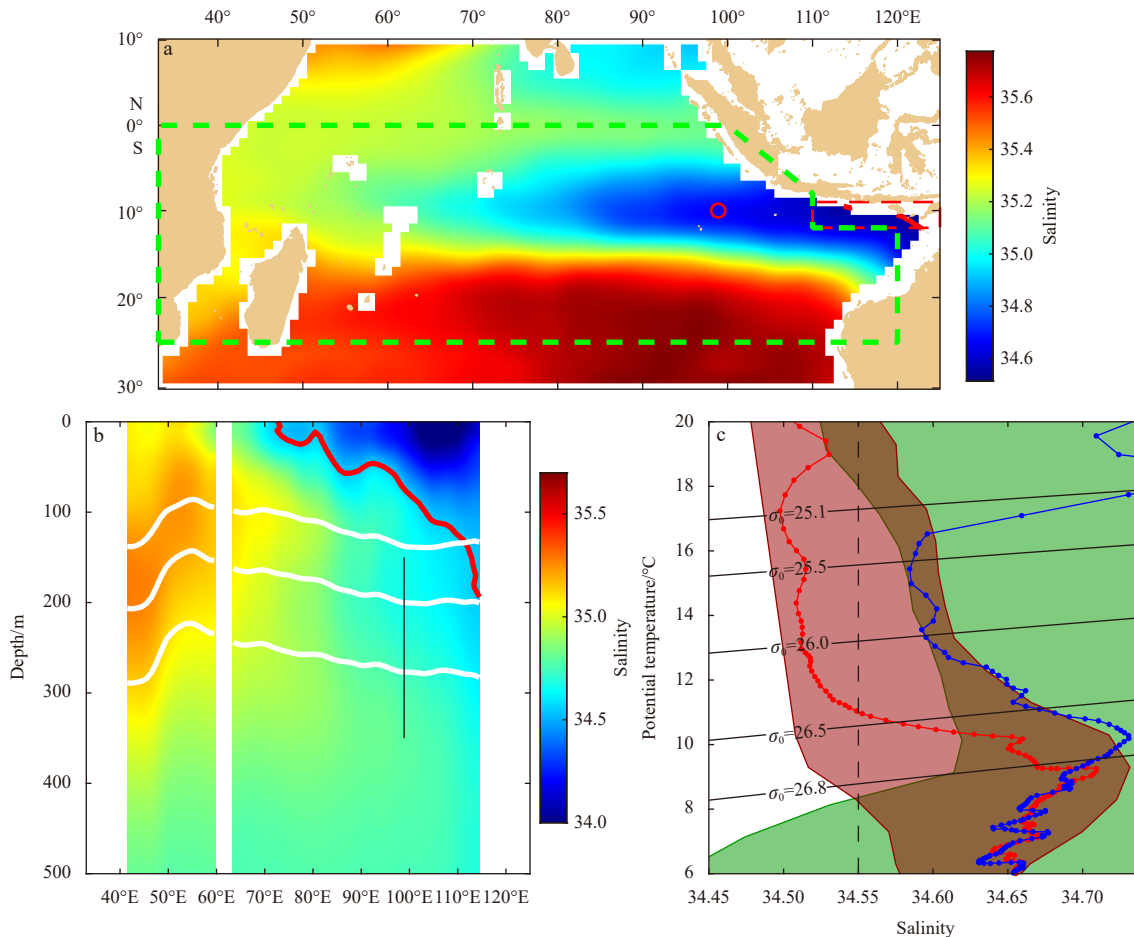 40° 50° 60° 70° 80° 90° 100° 110° 120°E
10°
a
N
0°
S
10°
20°
30°
35.6
35.4
35.2
35.0
34.8
34.6
Salinity
b
0
100
200
300
400
500
Depth/m
40°E 50°E 60°E 70°E 80°E 90°E 100°E 110°E 120°E
35.5
35.0
34.5
34.0
Salinity
c
20
18
16
14
12
10
8
6
Potential temperature/°C
σ₀=25.1
σ₀=25.5
σ₀=26.0
σ₀=26.5
σ₀=26.8
34.45 34.50 34.55 34.60 34.65 34.70
Salinity